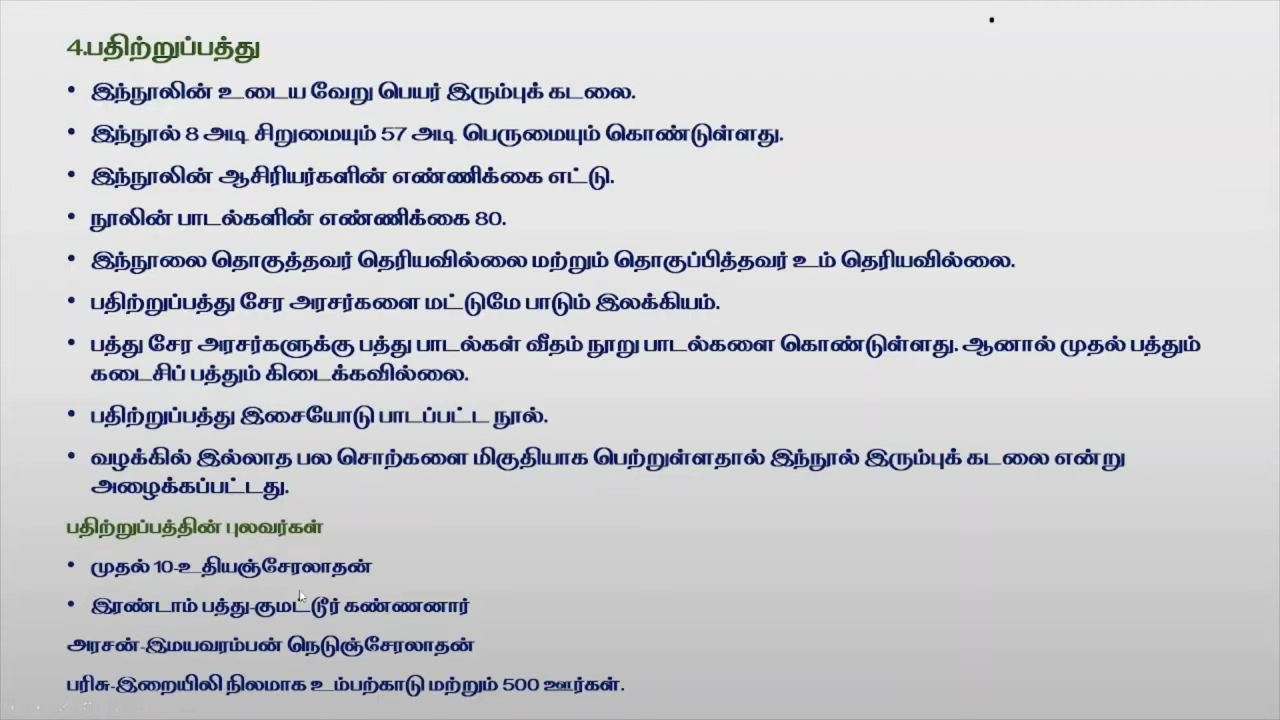 4.பதிற்றுப்பத்து
• இந்நூலின் உடைய வேறு பெயர் இரும்புக் கடலை.
• இந்நூல் 8 அடி சிறுமையும் 57 அடி பெருமையும் கொண்டுள்ளது.
• இந்நூலின் ஆசிரியர்களின் எண்ணிக்கை எட்டு.
• நூலின் பாடல்களின் எண்ணிக்கை 80.
• இந்நூலை தொகுத்தவர் தெரியவில்லை மற்றும் தொகுப்பித்தவர் உம் தெரியவில்லை.
• பதிற்றுப்பத்து சேர அரசர்களை மட்டுமே பாடும் இலக்கியம்.
• பத்து சேர அரசர்களுக்கு பத்து பாடல்கள் வீதம் நூறு பாடல்களை கொண்டுள்ளது. ஆனால் முதல் பத்தும்
கடைசிப் பத்தும் கிடைக்கவில்லை.
• பதிற்றுப்பத்து இசையோடு பாடப்பட்ட நூல்.
• வழக்கில் இல்லாத பல சொற்களை மிகுதியாக பெற்றுள்ளதால் இந்நூல் இரும்புக் கடலை என்று
அழைக்கப்பட்டது.
பதிற்றுப்பத்தின் புலவர்கள்
• முதல் 10-உதியஞ்சேரலாதன்
• இரண்டாம் பத்து-குமட்டூர் கண்ணனார்
அரசன்-இமயவரம்பன் நெடுஞ்சேரலாதன்
பரிசு-இறையிலி நிலமாக உம்பற்காடு மற்றும் 500 ஊர்கள்.